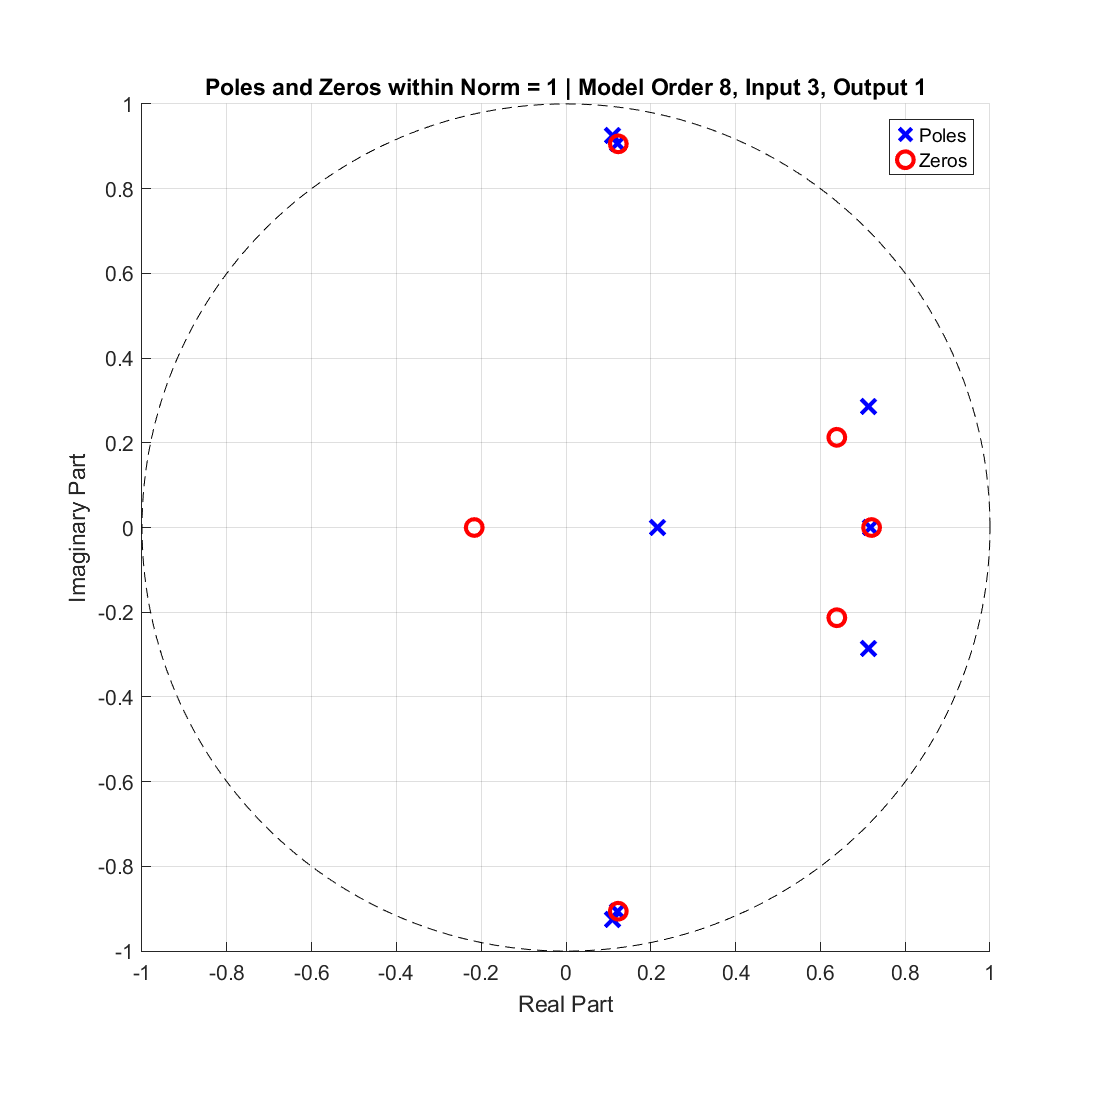 Poles and Zeros within Norm = 1 | Model Order 8, Input 3, Output 1
Poles
Zeros
1
0.8
0.6
0.4
0.2
0
-0.2
-0.4
-0.6
-0.8
-1
Imaginary Part
-1 -0.8 -0.6 -0.4 -0.2 0 0.2 0.4 0.6 0.8 1
Real Part